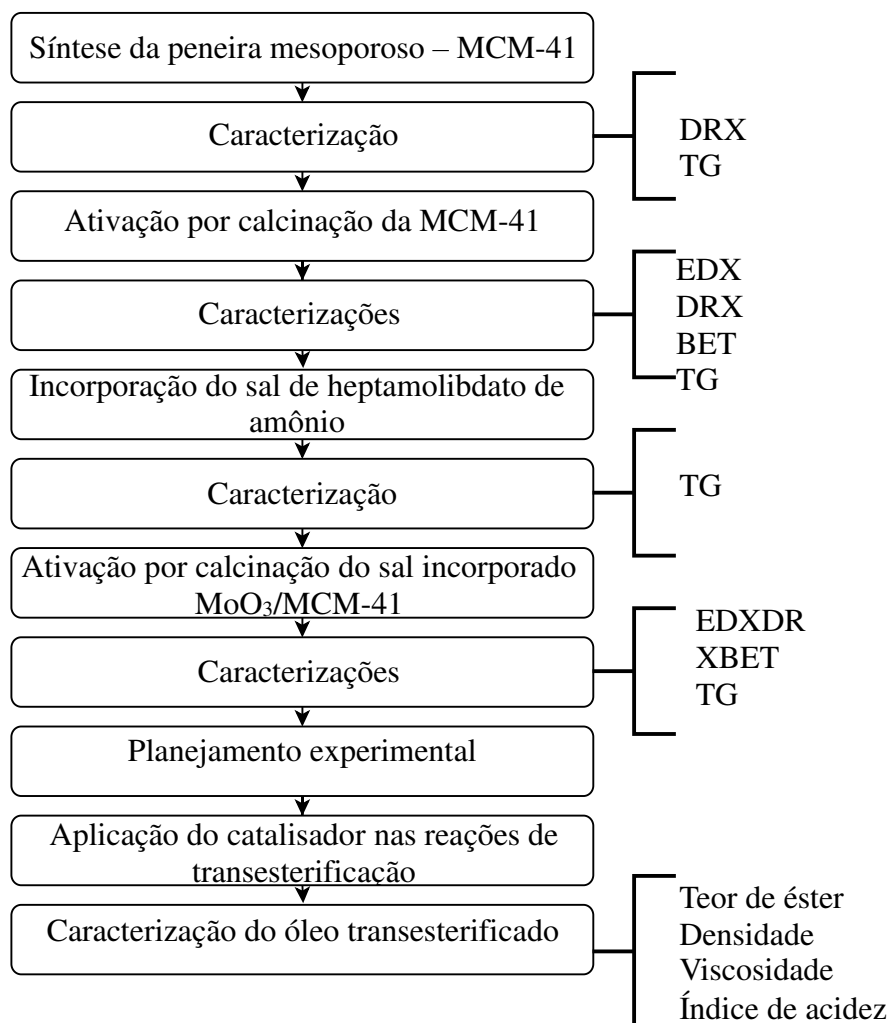 Síntese da peneira mesoporoso – MCM-41
Caracterização
DRX
TG
Ativação por calcinação da MCM-41
Caracterizações
EDX
DRX
BET
TG
Incorporação do sal de heptamolibdato de
amônio
Caracterização
TG
Ativação por calcinação do sal incorporado
MoO₃/MCM-41
Caracterizações
EDXDR
XBET
TG
Planejamento experimental
Aplicação do catalisador nas reações de
transesterificação
Caracterização do óleo transesterificado
Teor de éster
Densidade
Viscosidade
Índice de acidez